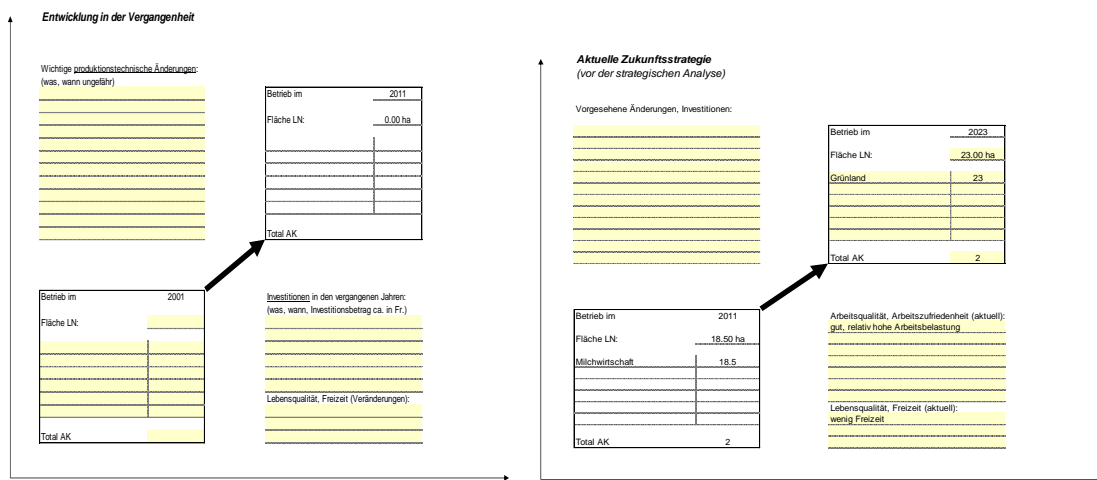 Entwicklung in der Vergangenheit
Wichtige produktionstechnische Änderungen:
(was, wann ungefähr)
Betrieb im 2011
Fläche LN: 0.00 ha
Total AK
Betrieb im 2001
Fläche LN:
Total AK
Investitionen in den vergangenen Jahren:
(was, wann, Investitionsbetrag ca. in Fr.)
Lebensqualität, Freizeit (Veränderungen):
Aktuelle Zukunftsstrategie
(vor der strategischen Analyse)
Vorgesehene Änderungen, Investitionen:
Betrieb im 2023
Fläche LN: 23.00 ha
Grünland 23
Total AK 2
Betrieb im 2011
Fläche LN: 18.50 ha
Milchwirtschaft 18.5
Total AK 2
Arbeitsqualität, Arbeitszufriedenheit (aktuell):
gut, relativ hohe Arbeitsbelastung
Lebensqualität, Freizeit (aktuell):
wenig Freizeit